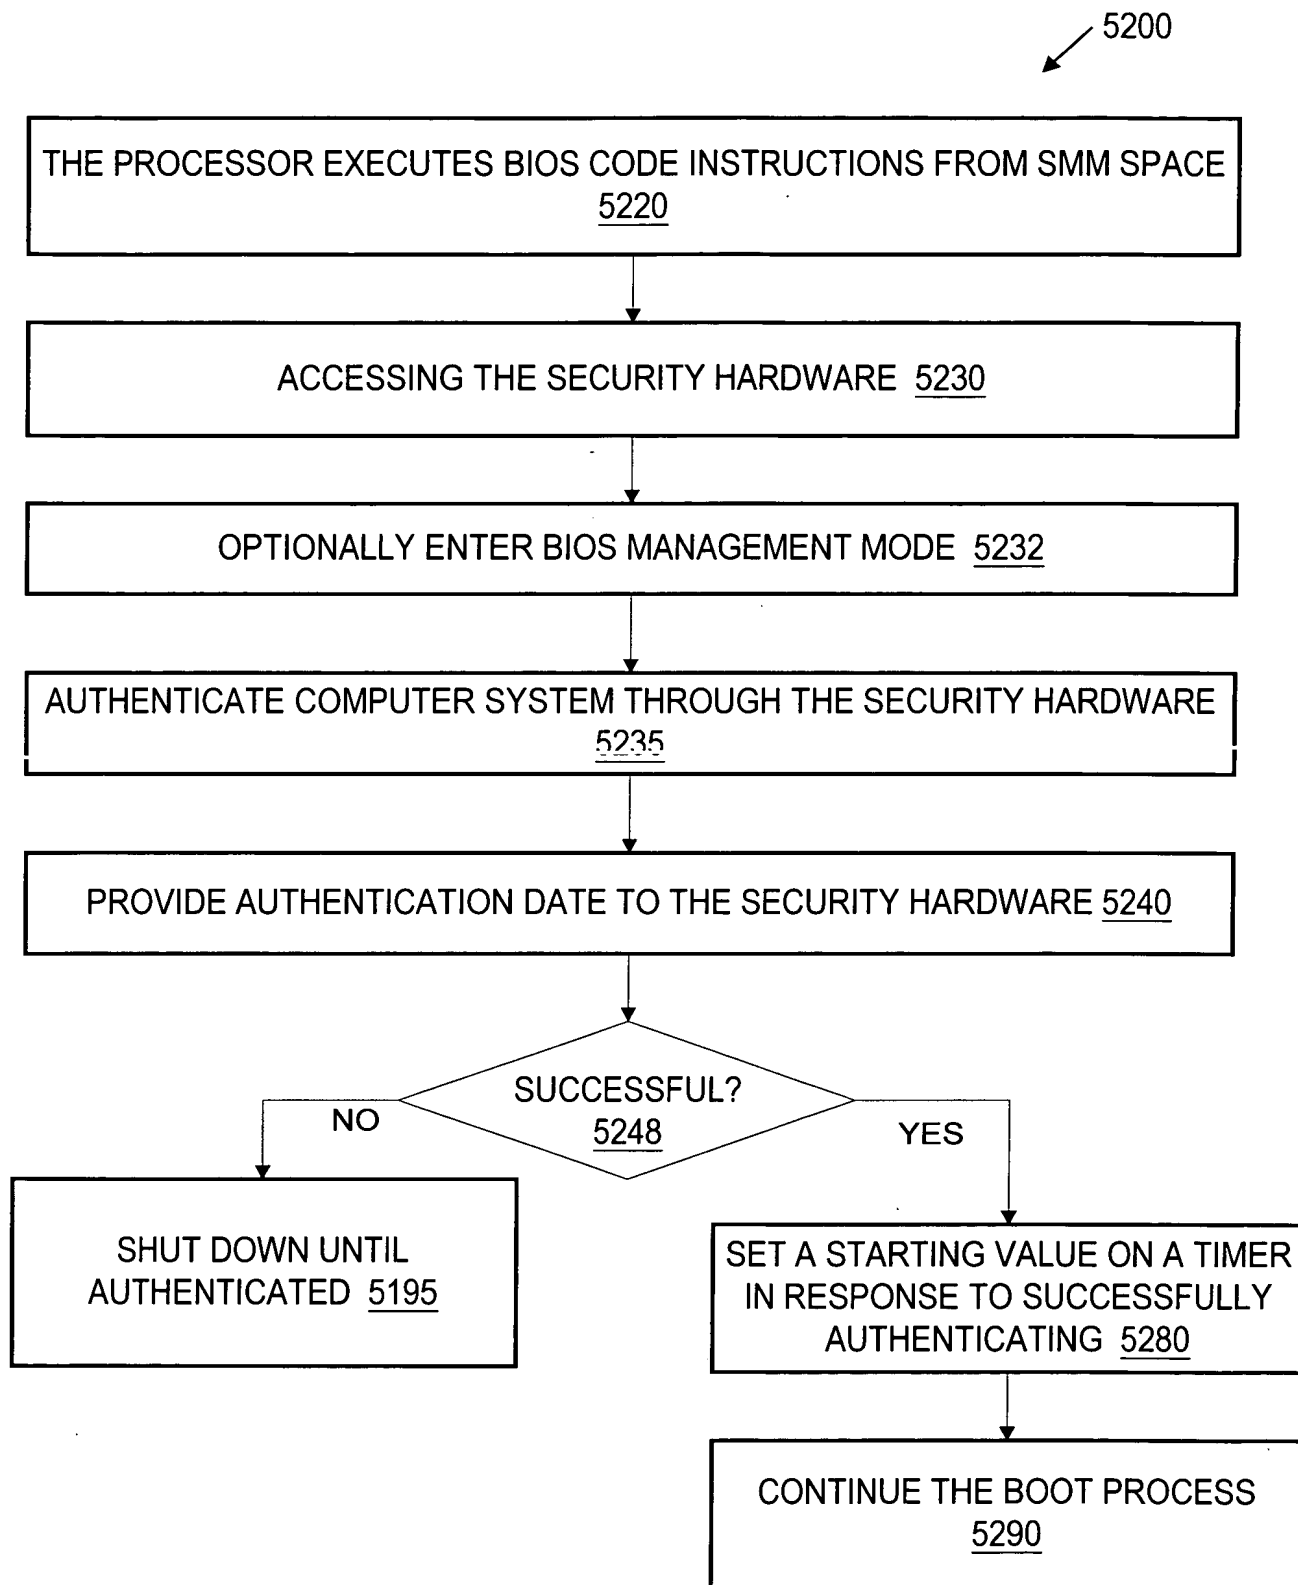 5200
THE PROCESSOR EXECUTES BIOS CODE INSTRUCTIONS FROM SMM SPACE
5220
ACCESSING THE SECURITY HARDWARE 5230
OPTIONALLY ENTER BIOS MANAGEMENT MODE 5232
AUTHENTICATE COMPUTER SYSTEM THROUGH THE SECURITY HARDWARE
5235
PROVIDE AUTHENTICATION DATE TO THE SECURITY HARDWARE 5240
SUCCESSFUL?
5248
NO
YES
SHUT DOWN UNTIL
AUTHENTICATED 5195
SET A STARTING VALUE ON A TIMER
IN RESPONSE TO SUCCESSFULLY
AUTHENTICATING 5280
CONTINUE THE BOOT PROCESS
5290